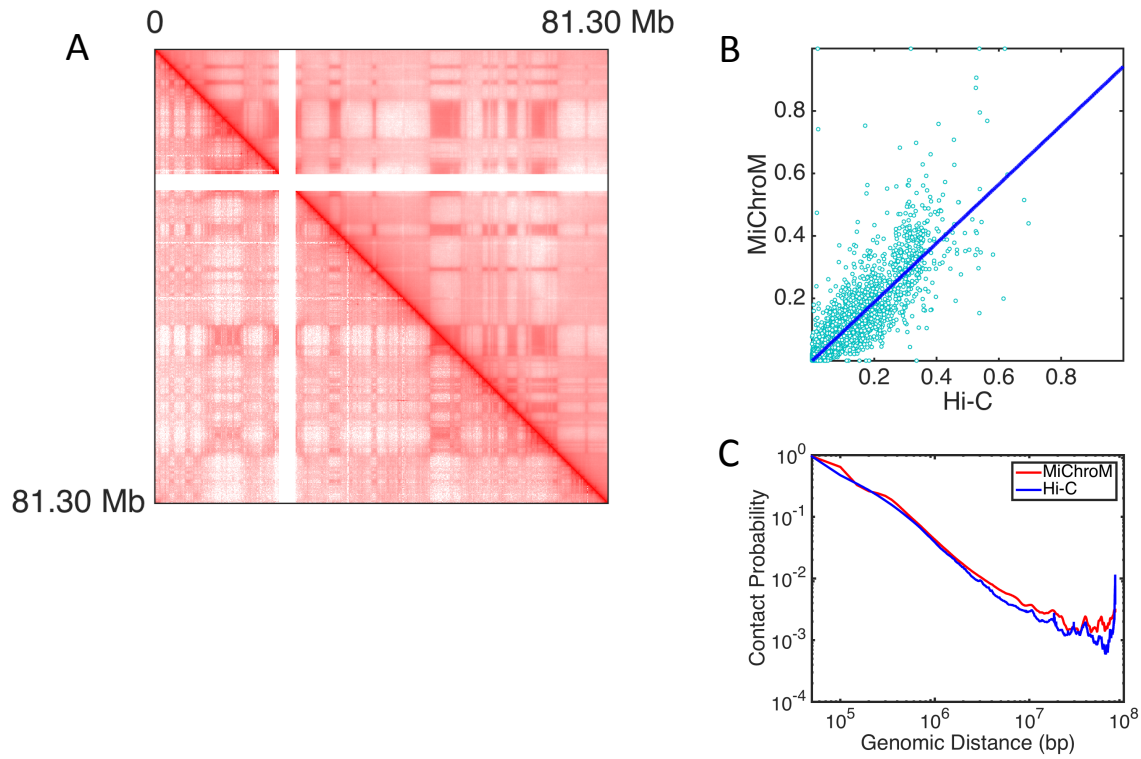 A
0
81.30 Mb
81.30 Mb
B
0.8
0.6
0.4
0.2
MiChroM
0.2
0.4
0.6
0.8
Hi-C
C
MiChroM
Hi-C
10^0
10^-1
10^-2
10^-3
10^-4
Contact Probability
10^5
10^6
10^7
10^8
Genomic Distance (bp)